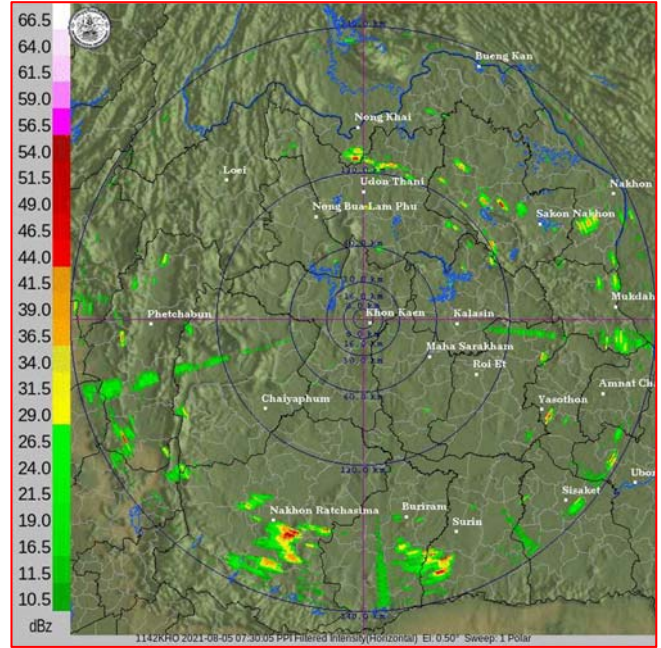 66.5
64.0
61.5
59.0
56.5
54.0
51.5
49.0
46.5
44.0
41.5
39.0
36.5
34.0
31.5
29.0
26.5
24.0
21.5
19.0
16.5
14.5
11.5
10.5
dBz
Bueng Kan
Nong Khai
Loei
Udon Thani
Nakhon
Nong Bua Lam Phu
Sakon Nakhon
Mukdah
Phetchabun
Khon Kaen
Kalasin
Maha Sarakham
Roi Et
Chaiyaphum
Amnat Cha
Yasothon
120.0 km
Ubon
Sisaket
Nakhon Ratchasima
Buriram
Surin
1142KHO 2021-08-05 07:30:05 PPI Filtered Intensity(Horizontal) El: 0.50° Sweep: 1 Polar